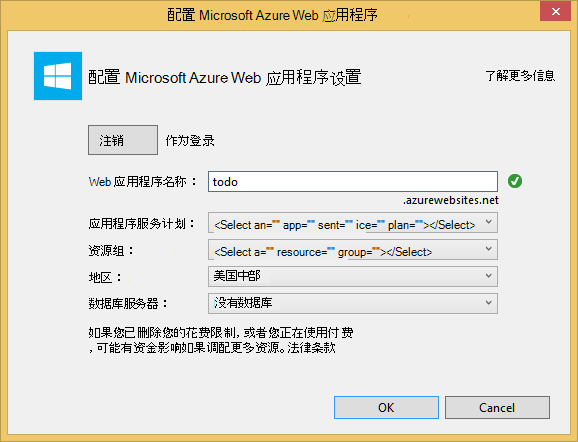 配置 Microsoft Azure Web 应用程序
配置 Microsoft Azure Web 应用程序设置
了解更多信息
注销 作为登录
Web 应用程序名称： todo
.azurewebsites.net
应用程序服务计划： <Select an="" app="" sent="" ice="" plan=""></Select>
资源组： <Select a="" resource="" group=""></Select>
地区： 美国中部
数据库服务器： 没有数据库
如果您已删除您的花费限制，或者您正在使用付费
，可能有资金影响如果调配更多资源。法律条款
OK Cancel